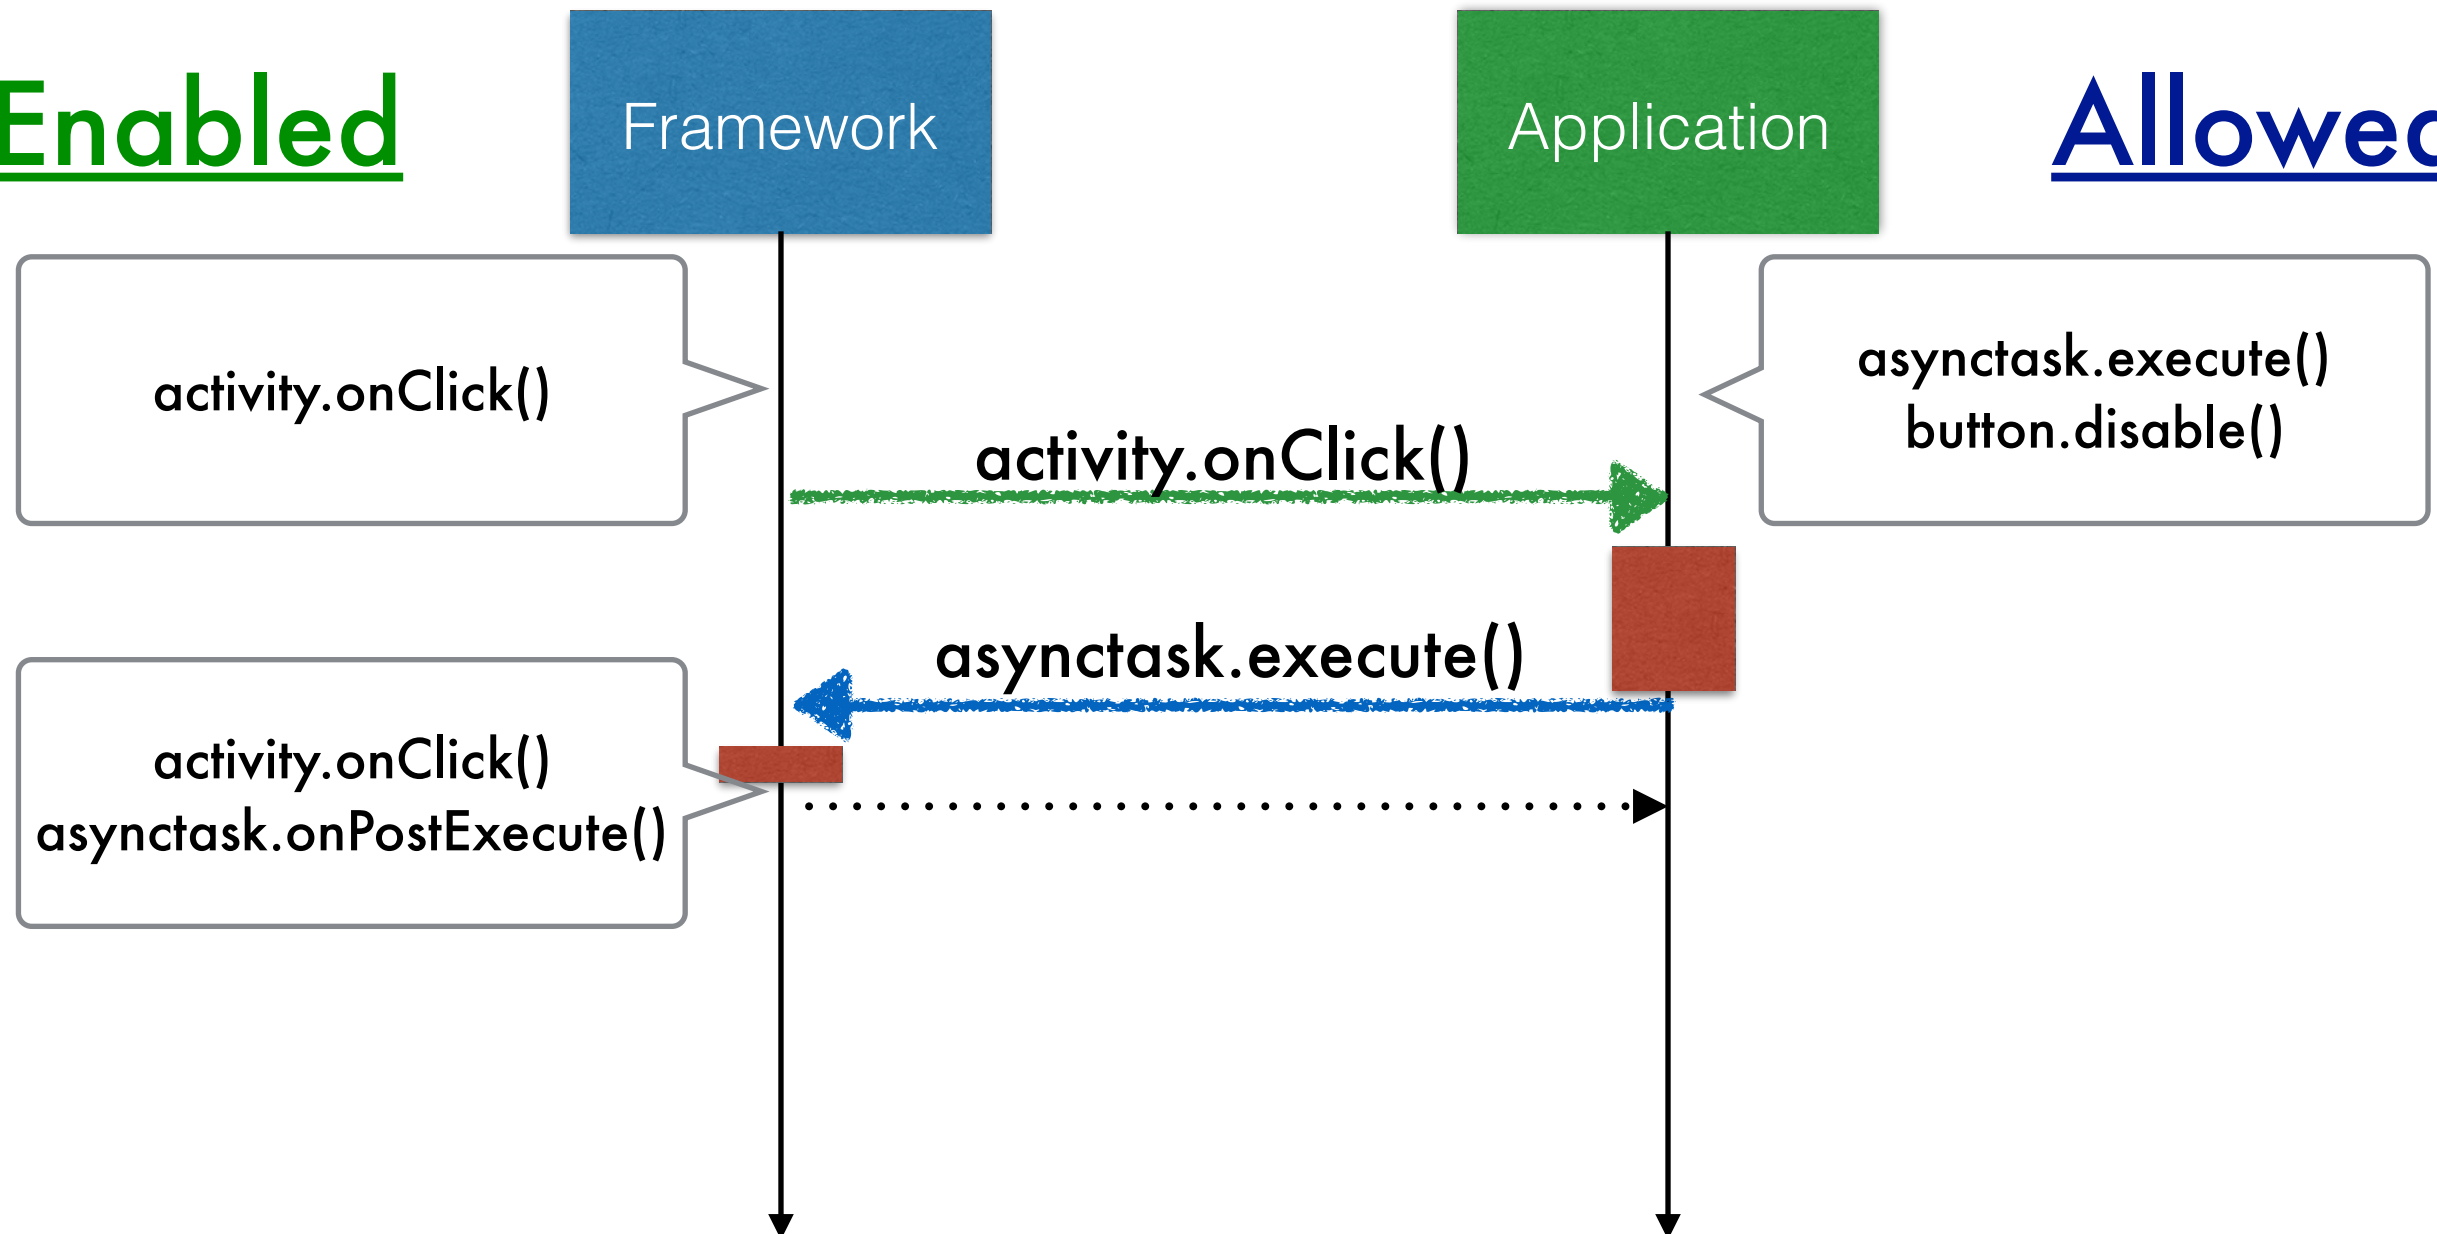 Enabled
Framework
Application
Allowed
activity.onClick()
asynctask.execute()
button.disable()
activity.onClick()
asynctask.execute()
activity.onClick()
asynctask.onPostExecute()